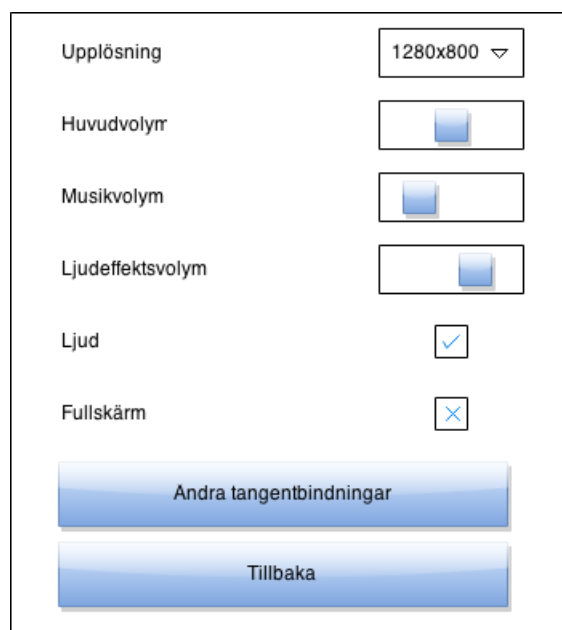 Upplösning
1280x800
Huvudvolym
Musikvolym
Ljudeffektsvolym
Ljud
Fullskärm
Andra tangentbindningar
Tillbaka